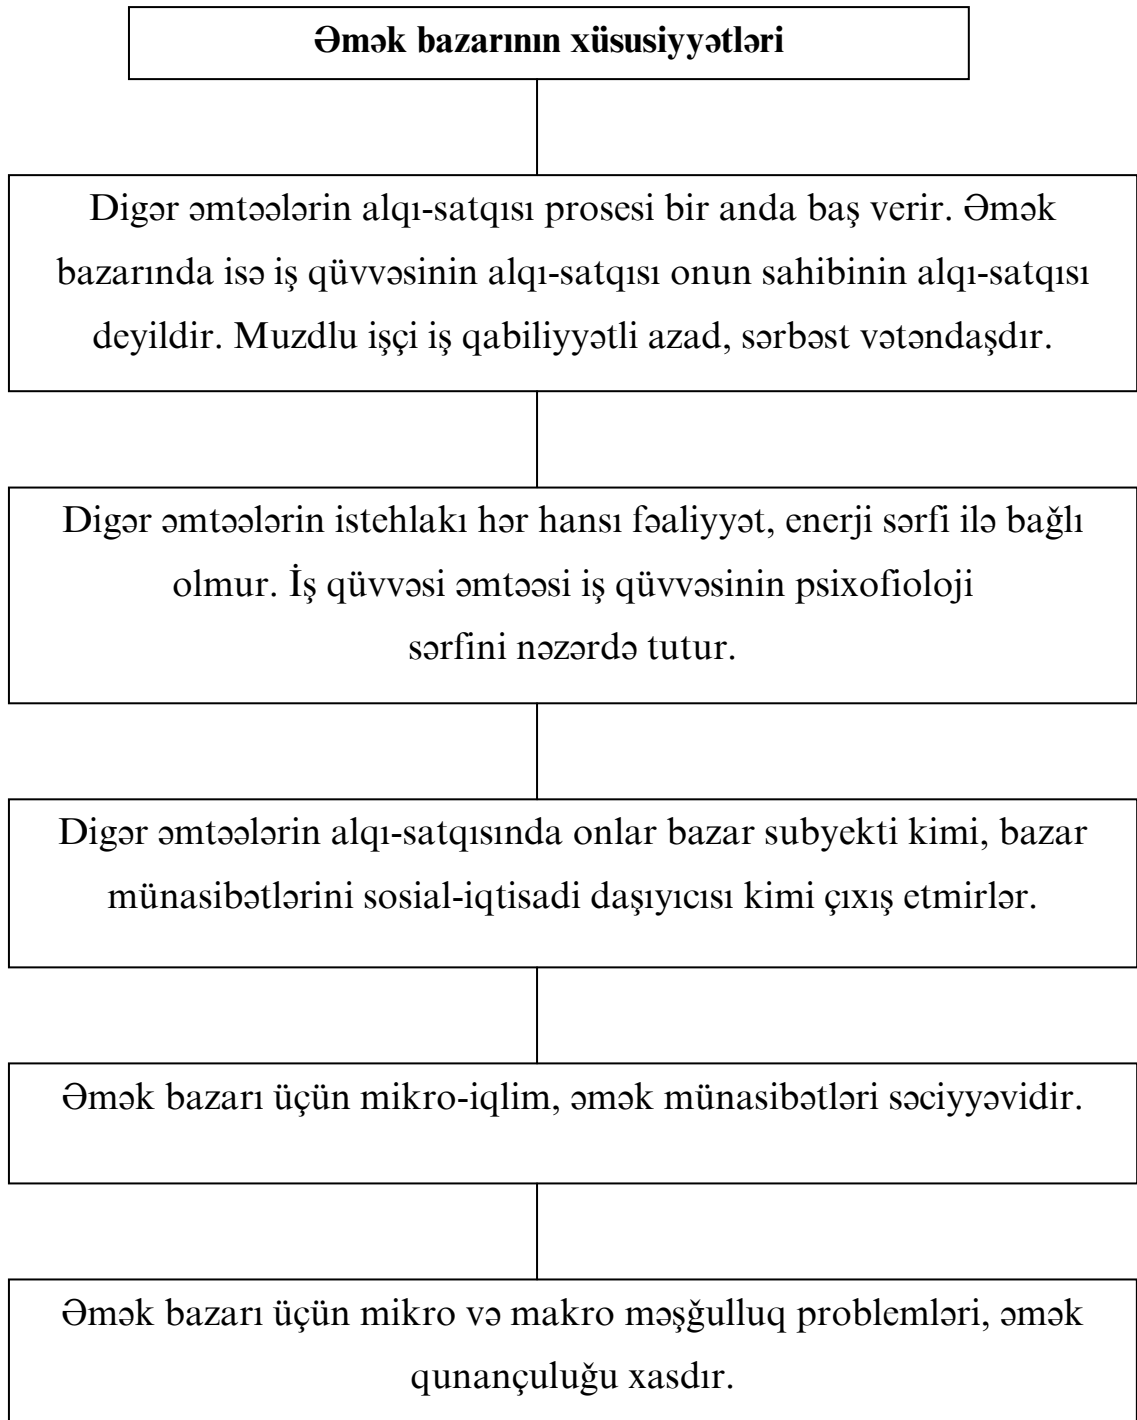 Əmək bazarının xüsusiyyətləri
Digər əmtəələrin alqı-satqısı prosesi bir anda baş verir. Əmək
bazarında isə iş qüvvəsinin alqı-satqısı onun sahibinin alqı-satqısı
deyildir. Muzdlu işçi iş qabiliyyətli azad, sərbəst vətəndaşdır.
Digər əmtəələrin istehlakı hər hansı fəaliyyət, enerji sərfi ilə bağlı
olmur. İş qüvvəsi əmtəəsi iş qüvvəsinin psixofioloji
sərfini nəzərdə tutur.
Digər əmtəələrin alqı-satqısında onlar bazar subyekti kimi, bazar
münasibətlərini sosial-iqtisadi daşıyıcısı kimi çıxış etmirlər.
Əmək bazarı üçün mikro-iqlim, əmək münasibətləri səciyyəvidir.
Əmək bazarı üçün mikro və makro məşğulluq problemləri, əmək
qunançuluğu xasdır.